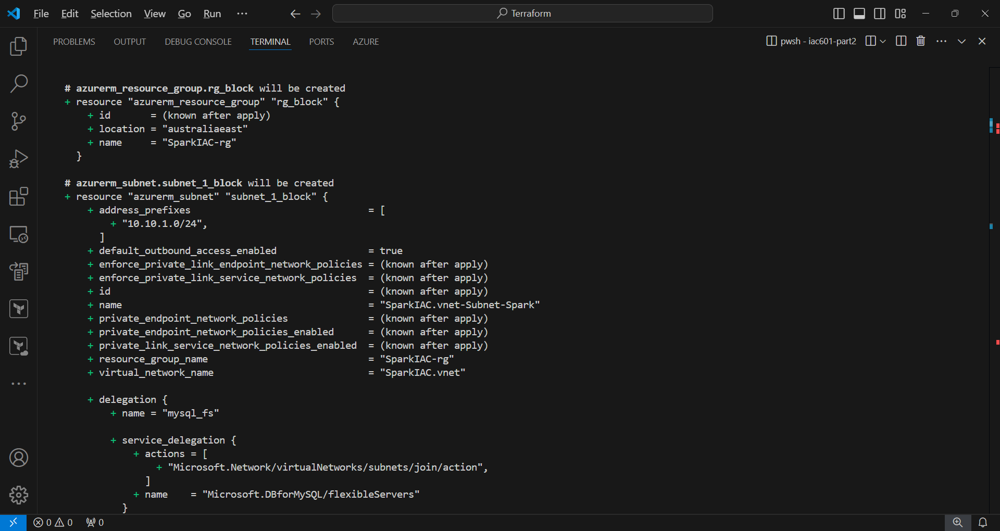 File Edit Selection View Go Run ··· Terraform
PROBLEMS OUTPUT DEBUG CONSOLE TERMINAL PORTS AZURE pwsh - iac601-part2
# azurerm_resource_group.rg_block will be created
+ resource "azurerm_resource_group" "rg_block" {
+ id = (known after apply)
+ location = "australiaeast"
+ name = "SparkIAC-rg"
}
# azurerm_subnet.subnet_1_block will be created
+ resource "azurerm_subnet" "subnet_1_block" {
+ address_prefixes = [
+ "10.10.1.0/24",
]
+ default_outbound_access_enabled = true
+ enforce_private_link_endpoint_network_policies = (known after apply)
+ enforce_private_link_service_network_policies = (known after apply)
+ id = (known after apply)
+ name = "SparkIAC.vnet-Subnet-Spark"
+ private_endpoint_network_policies = (known after apply)
+ private_endpoint_network_policies_enabled = (known after apply)
+ private_link_service_network_policies_enabled = (known after apply)
+ resource_group_name = "SparkIAC-rg"
+ virtual_network_name = "SparkIAC.vnet"
+ delegation {
+ name = "mysql_fs"
+ service_delegation {
+ actions = [
+ "Microsoft.Network/virtualNetworks/subnets/join/action",
]
+ name = "Microsoft.DBforMySQL/flexibleServers"
}
0 0 0